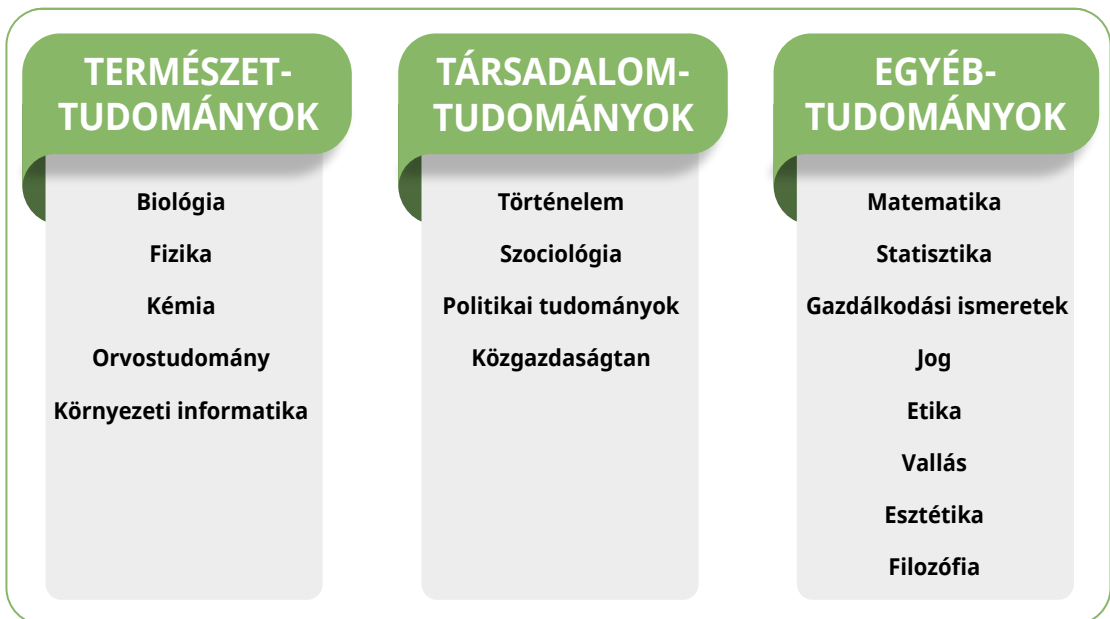 TERMÉSZET-
TUDOMÁNYOK
Biológia
Fizika
Kémia
Orvostudomány
Környezeti informatika
TÁRSADALOM-
TUDOMÁNYOK
Történelem
Szociológia
Politikai tudományok
Közgazdaságtan
EGYÉB-
TUDOMÁNYOK
Matematika
Statisztika
Gazdálkodási ismeretek
Jog
Etika
Vallás
Esztétika
Filozófia